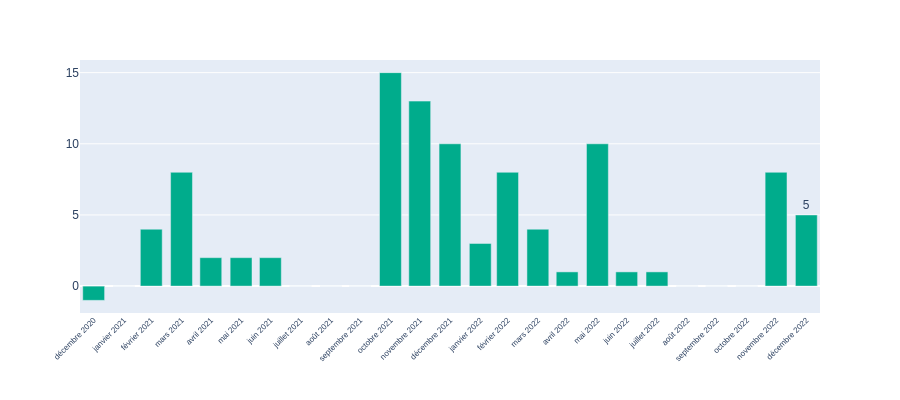 15
10
5
0
5
décembre 2020
janvier 2021
février 2021
mars 2021
avril 2021
mai 2021
juin 2021
juillet 2021
août 2021
septembre 2021
octobre 2021
novembre 2021
décembre 2021
janvier 2022
février 2022
mars 2022
avril 2022
mai 2022
juin 2022
juillet 2022
août 2022
septembre 2022
octobre 2022
novembre 2022
décembre 2022